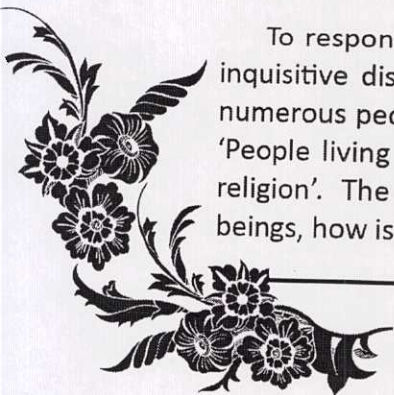 To respon
inquisitive dis
numerous peo
'People living
religion'. The
beings, how is